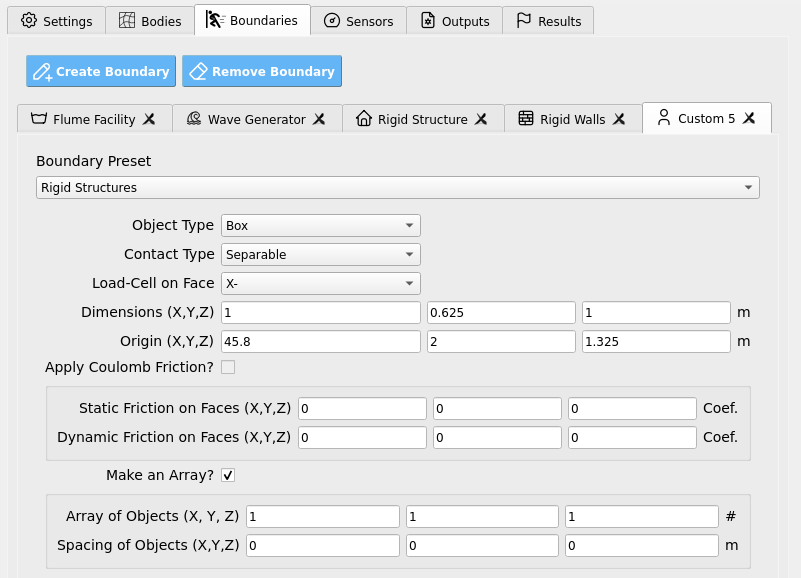 Settings Bodies Boundaries Sensors Outputs Results
Create Boundary Remove Boundary
Flume Facility Wave Generator Rigid Structure Rigid Walls Custom 5
Boundary Preset
Rigid Structures
Object Type Box
Contact Type Separable
Load-Cell on Face X-
Dimensions (X,Y,Z) 1 0.625 1 m
Origin (X,Y,Z) 45.8 2 1.325 m
Apply Coulomb Friction?
Static Friction on Faces (X,Y,Z) 0 0 0 Coef.
Dynamic Friction on Faces (X,Y,Z) 0 0 0 Coef.
Make an Array?
Array of Objects (X, Y, Z) 1 1 1 #
Spacing of Objects (X,Y,Z) 0 0 0 m